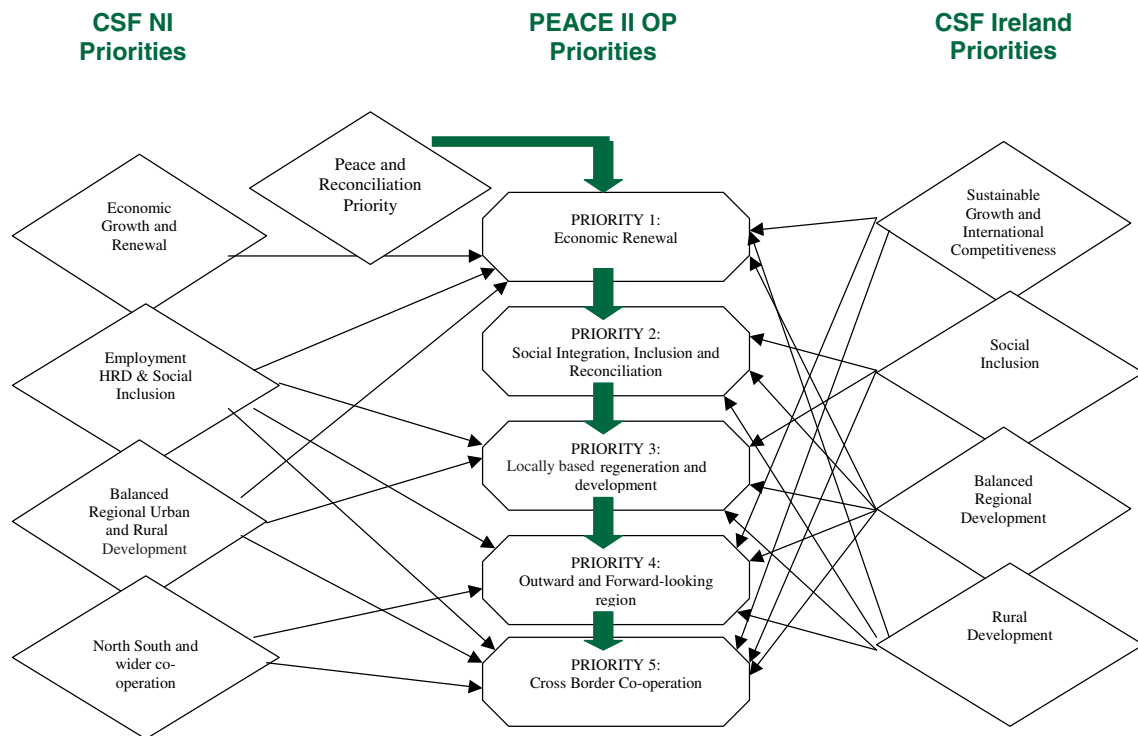 CSF NI
Priorities
PEACE II OP
Priorities
CSF Ireland
Priorities
Peace and
Reconciliation
Priority
Economic
Growth and
Renewal
Employment
HRD & Social
Inclusion
Balanced
Regional Urban
and Rural
Development
North South and
wider co-
operation
PRIORITY 1:
Economic Renewal
PRIORITY 2:
Social Integration, Inclusion and
Reconciliation
PRIORITY 3:
Locally based regeneration and
development
PRIORITY 4:
Outward and Forward-looking
region
PRIORITY 5:
Cross Border Co-operation
Sustainable
Growth and
International
Competitiveness
Social
Inclusion
Balanced
Regional
Development
Rural
Development